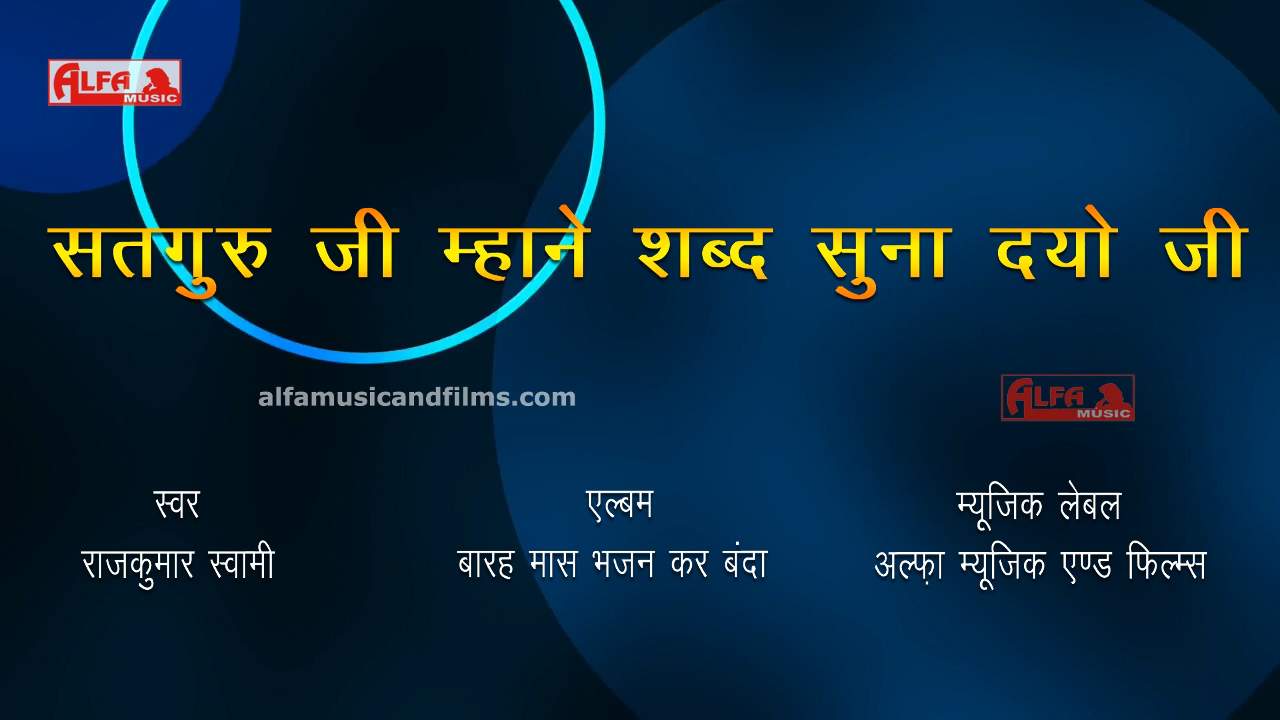 ALFA MUSIC
सतगुरु जी म्हाने शब्द सुना दयो जी
alfamusicandfilms.com
ALFA MUSIC
स्वर
राजकुमार स्वामी
एल्बम
बारह मास भजन कर बंदा
म्यूजिक लेबल
अल्फ़ा म्यूजिक एण्ड फिल्म्स